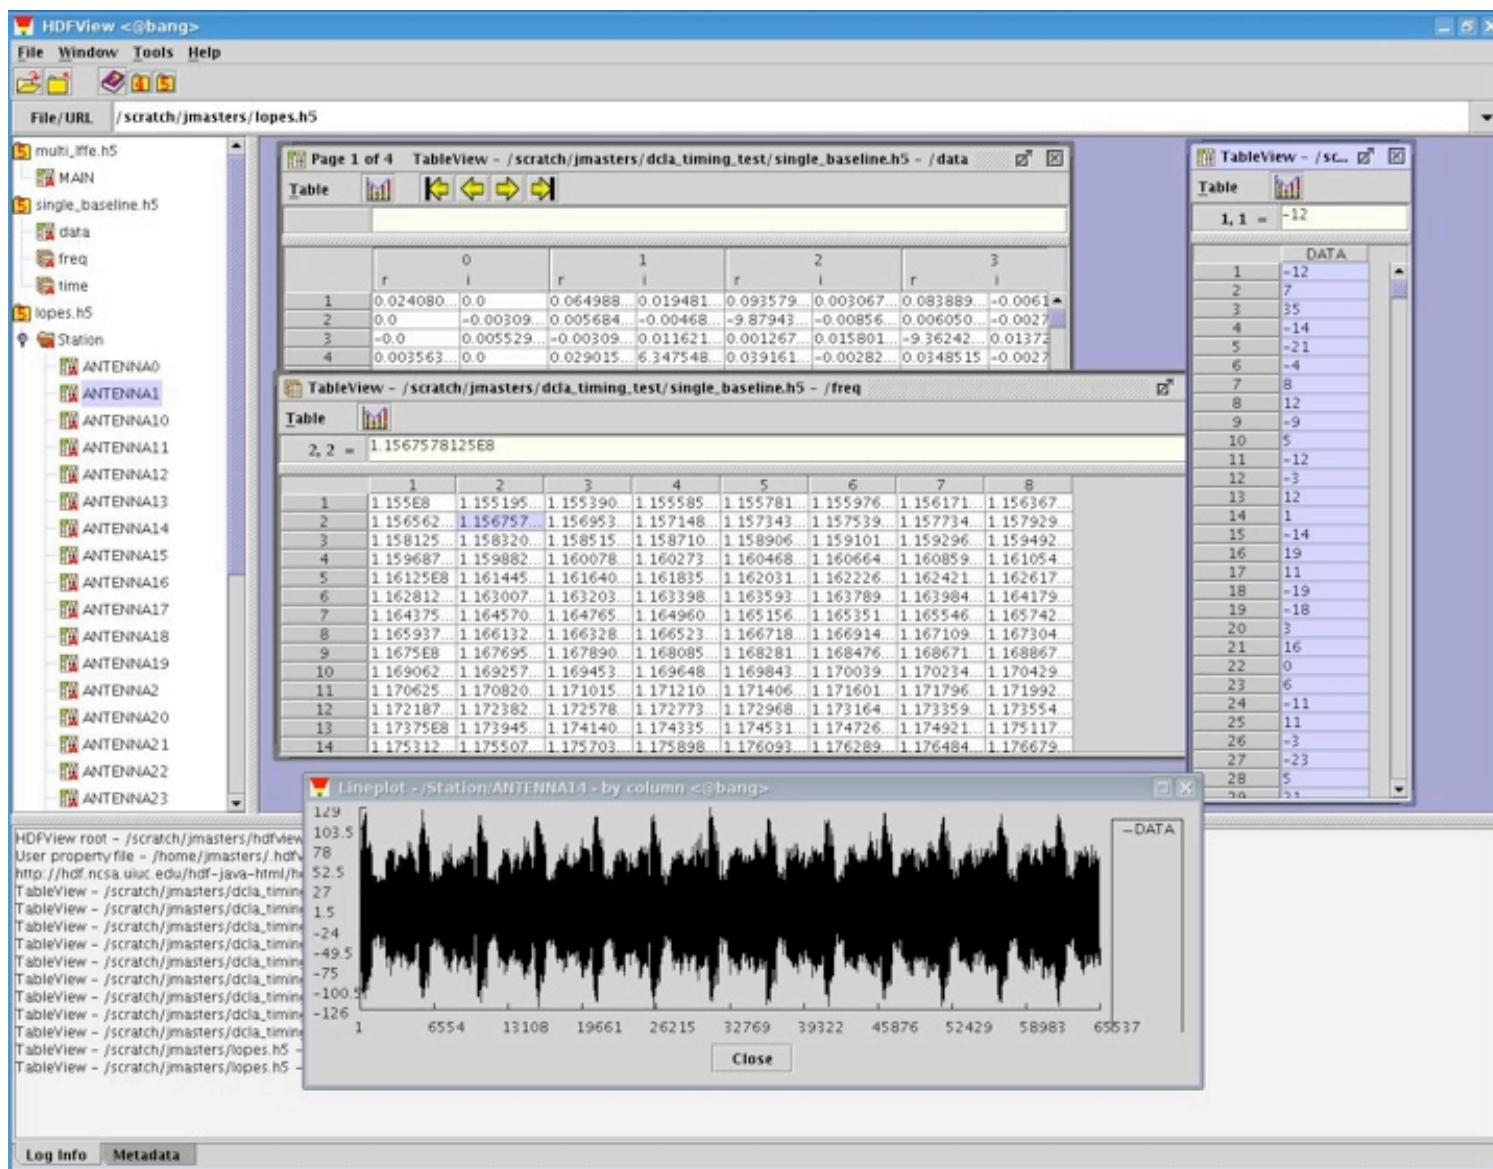 HDFView <@bang>
File Window Tools Help
File/URL /scratch/jmasters/lopes.h5
multi_lffe.h5
MAIN
single_baseline.h5
data
freq
time
lopes.h5
Station
ANTENNA0
ANTENNA1
ANTENNA10
ANTENNA11
ANTENNA12
ANTENNA13
ANTENNA14
ANTENNA15
ANTENNA16
ANTENNA17
ANTENNA18
ANTENNA19
ANTENNA2
ANTENNA20
ANTENNA21
ANTENNA22
ANTENNA23
Page 1 of 4 TableView - /scratch/jmasters/dcla_timing_test/single_baseline.h5 - /data
Table
0 1 2 3
r i r i r i r i
1 0.024080... 0.0 0.064988... 0.019481... 0.093579... 0.003067... 0.083889... -0.0061
2 0.0 -0.00309... 0.005684... -0.00468... -9.87943... -0.00856... 0.006050... -0.0027
3 -0.0 0.005529... -0.00309... 0.011621... 0.001267... 0.015801... -9.36242... 0.01372
4 0.003563... 0.0 0.029015... 6.347548... 0.039161... -0.00282... 0.0348515 -0.0027
TableView - /scratch/jmasters/dcla_timing_test/single_baseline.h5 - /freq
Table
2, 2 = 1.1567578125E8
1 2 3 4 5 6 7 8
1 1.155E8 1.155195... 1.155390... 1.155585... 1.155781... 1.155976... 1.156171... 1.156367...
2 1.156562... 1.156757... 1.156953... 1.157148... 1.157343... 1.157539... 1.157734... 1.157929...
3 1.158125... 1.158320... 1.158515... 1.158710... 1.158906... 1.159101... 1.159296... 1.159492...
4 1.159687... 1.159882... 1.160078... 1.160273... 1.160468... 1.160664... 1.160859... 1.161054...
5 1.16125E8 1.161445... 1.161640... 1.161835... 1.162031... 1.162226... 1.162421... 1.162617...
6 1.162812... 1.163007... 1.163203... 1.163398... 1.163593... 1.163789... 1.163984... 1.164179...
7 1.164375... 1.164570... 1.164765... 1.164960... 1.165156... 1.165351... 1.165546... 1.165742...
8 1.165937... 1.166132... 1.166328... 1.166523... 1.166718... 1.166914... 1.167109... 1.167304...
9 1.1675E8 1.167695... 1.167890... 1.168085... 1.168281... 1.168476... 1.168671... 1.168867...
10 1.169062... 1.169257... 1.169453... 1.169648... 1.169843... 1.170039... 1.170234... 1.170429...
11 1.170625... 1.170820... 1.171015... 1.171210... 1.171406... 1.171601... 1.171796... 1.171992...
12 1.172187... 1.172382... 1.172578... 1.172773... 1.172968... 1.173164... 1.173359... 1.173554...
13 1.17375E8 1.173945... 1.174140... 1.174335... 1.174531... 1.174726... 1.174921... 1.175117...
14 1.175312... 1.175507... 1.175703... 1.175898... 1.176093... 1.176289... 1.176484... 1.176679...
TableView - /sc...
Table
1, 1 = -12
DATA
1 -12
2 7
3 35
4 -14
5 -21
6 -4
7 8
8 12
9 -9
10 5
11 -12
12 -3
13 12
14 1
15 -14
16 19
17 11
18 -19
19 -18
20 3
21 16
22 0
23 6
24 -11
25 11
26 -3
27 -23
28 5
29 21
Lineplot - /Station/ANTENNA14 - by column <@bang>
129
103.5
78
52.5
27
1.5
-24
-49.5
-75
-100.5
-126
1 6554 13108 19661 26215 32769 39322 45876 52429 58983 65537
DATA
Close
HDFView root - /scratch/jmasters/hdfview
User property file - /home/jmasters/.hdfv
http://hdf.ncsa.uiuc.edu/hdf-java-html/h
TableView - /scratch/jmasters/dcla_timin
TableView - /scratch/jmasters/dcla_timin
TableView - /scratch/jmasters/dcla_timin
TableView - /scratch/jmasters/dcla_timin
TableView - /scratch/jmasters/dcla_timin
TableView - /scratch/jmasters/dcla_timin
TableView - /scratch/jmasters/dcla_timin
TableView - /scratch/jmasters/dcla_timin
TableView - /scratch/jmasters/dcla_timin
TableView - /scratch/jmasters/lopes.h5 -
TableView - /scratch/jmasters/lopes.h5 -
Log Info Metadata